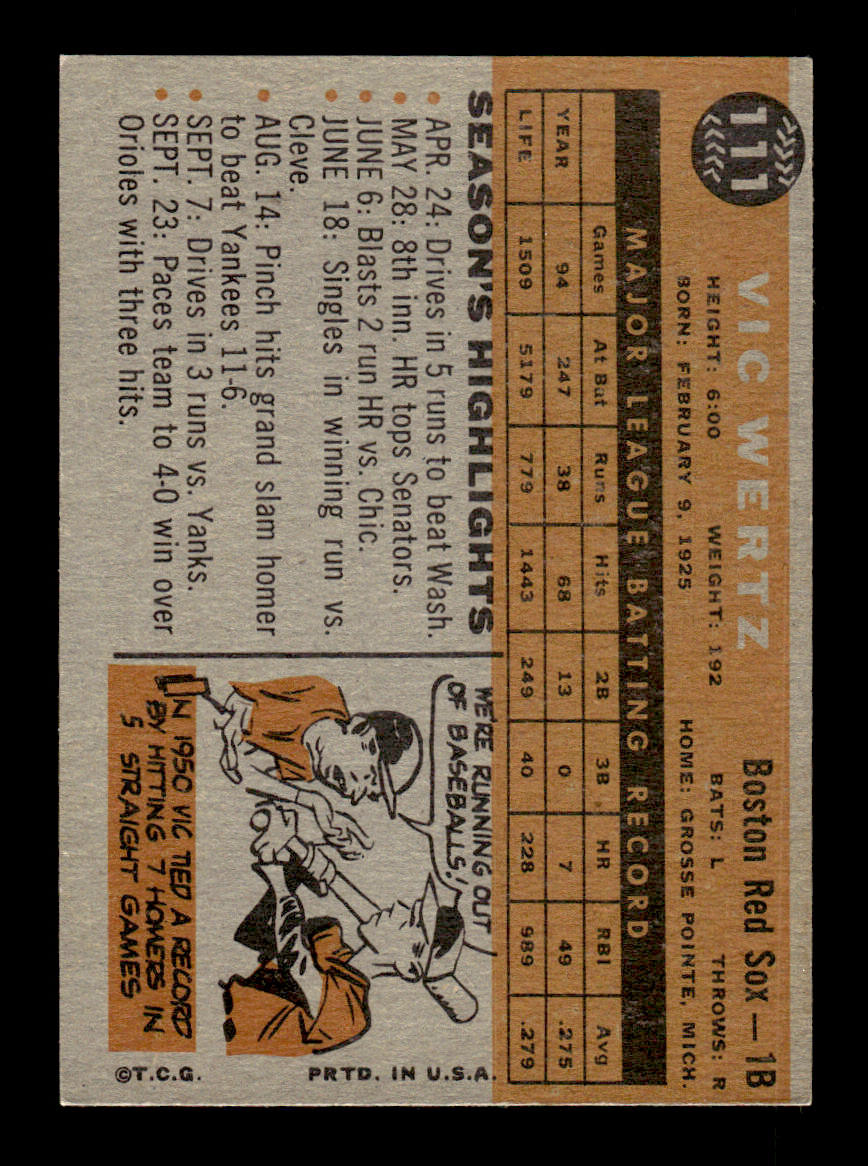 111
VIC WERTZ
Boston Red Sox — 1B
HEIGHT: 6:00 WEIGHT: 192 BATS: L THROWS: R
BORN: FEBRUARY 9, 1925 HOME: GROSSE POINTE, MICH.
MAJOR LEAGUE BATTING RECORD
Games At Bat Runs Hits 2B 3B HR RBI Avg
YEAR 94 247 38 68 13 0 7 49 .275
LIFE 1509 5179 779 1443 249 40 228 989 .279
SEASON'S HIGHLIGHTS
• APR. 24: Drives in 5 runs to beat Wash.
• MAY 28: 8th inn. HR tops Senators.
• JUNE 6: Blasts 2 run HR vs. Chic.
• JUNE 18: Singles in winning run vs.
Cleve.
• AUG. 14: Pinch hits grand slam homer
to beat Yankees 11-6.
• SEPT. 7: Drives in 3 runs vs. Yanks.
• SEPT. 23: Paces team to 4-0 win over
Orioles with three hits.
WE'RE RUNNING OUT
OF BASEBALLS!
IN 1950 VIC TIED A RECORD
BY HITTING 7 HOMERS IN
5 STRAIGHT GAMES
©T.C.G. PRTD. IN U.S.A.